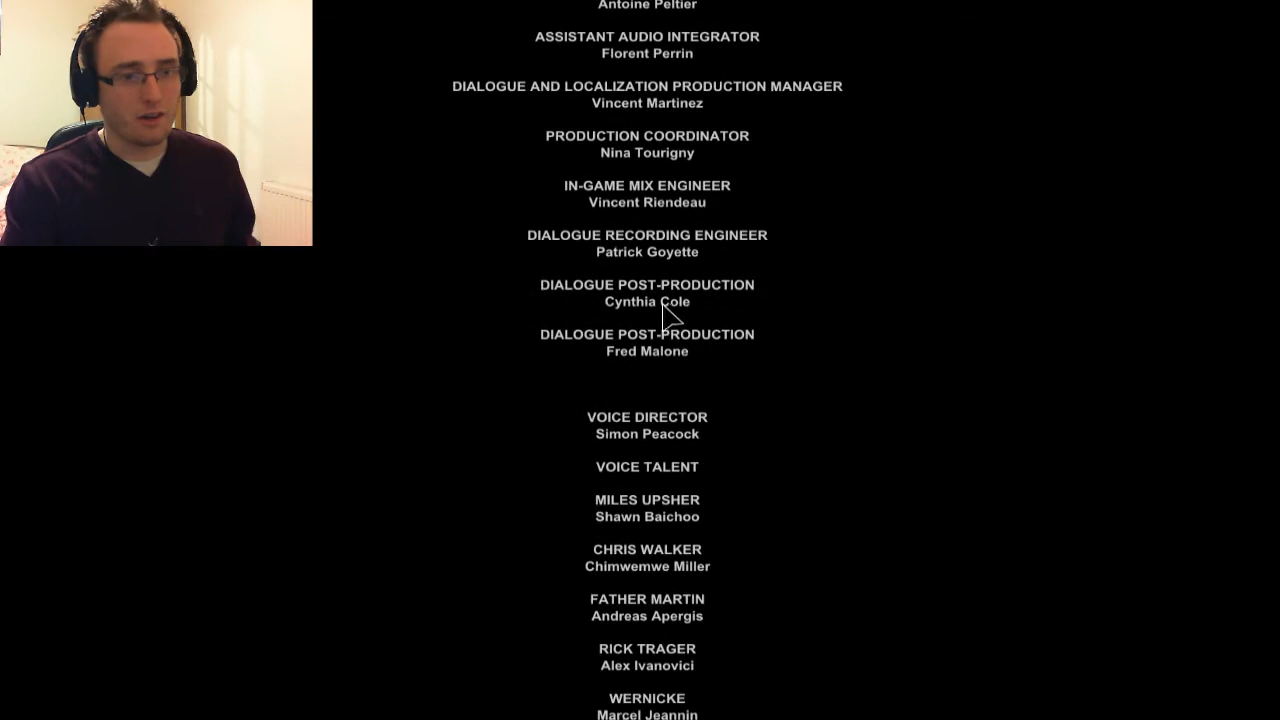 Antoine Peltier
ASSISTANT AUDIO INTEGRATOR
Florent Perrin
DIALOGUE AND LOCALIZATION PRODUCTION MANAGER
Vincent Martinez
PRODUCTION COORDINATOR
Nina Tourigny
IN-GAME MIX ENGINEER
Vincent Riendeau
DIALOGUE RECORDING ENGINEER
Patrick Goyette
DIALOGUE POST-PRODUCTION
Cynthia Cole
DIALOGUE POST-PRODUCTION
Fred Malone
VOICE DIRECTOR
Simon Peacock
VOICE TALENT
MILES UPSHER
Shawn Baichoo
CHRIS WALKER
Chimwemwe Miller
FATHER MARTIN
Andreas Apergis
RICK TRAGER
Alex Ivanovici
WERNICKE
Marcel Jeannin